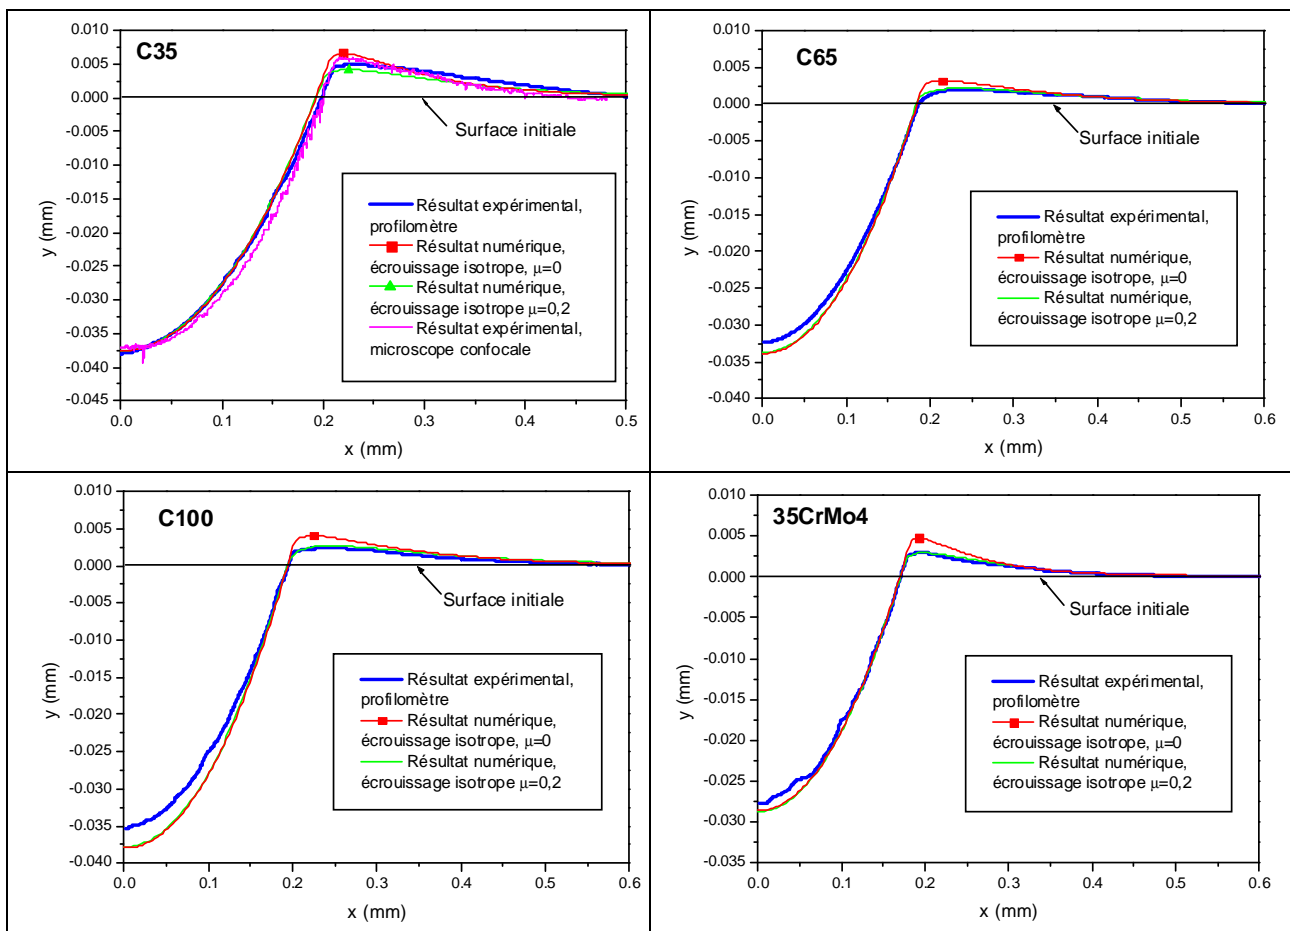 C35
0.010
0.005
0.000
-0.005
-0.010
-0.015
-0.020
-0.025
-0.030
-0.035
-0.040
-0.045
y (mm)
Surface initiale
Résultat expérimental,
profilomètre
Résultat numérique,
écrouissage isotrope, μ=0
Résultat numérique,
écrouissage isotrope μ=0,2
Résultat expérimental,
microscope confocale
0.0 0.1 0.2 0.3 0.4 0.5
x (mm)
C65
0.010
0.005
0.000
-0.005
-0.010
-0.015
-0.020
-0.025
-0.030
-0.035
-0.040
y (mm)
Surface initiale
Résultat expérimental,
profilomètre
Résultat numérique,
écrouissage isotrope, μ=0
Résultat numérique,
écrouissage isotrope μ=0,2
0.0 0.1 0.2 0.3 0.4 0.5 0.6
x (mm)
C100
0.010
0.005
0.000
-0.005
-0.010
-0.015
-0.020
-0.025
-0.030
-0.035
-0.040
y (mm)
Surface initiale
Résultat expérimental,
profilomètre
Résultat numérique,
écrouissage isotrope, μ=0
Résultat numérique,
écrouissage isotrope μ=0,2
0.0 0.1 0.2 0.3 0.4 0.5 0.6
x (mm)
35CrMo4
0.010
0.005
0.000
-0.005
-0.010
-0.015
-0.020
-0.025
-0.030
-0.035
y (mm)
Surface initiale
Résultat expérimental,
profilomètre
Résultat numérique,
écrouissage isotrope, μ=0
Résultat numérique,
écrouissage isotrope μ=0,2
0.0 0.1 0.2 0.3 0.4 0.5 0.6
x (mm)